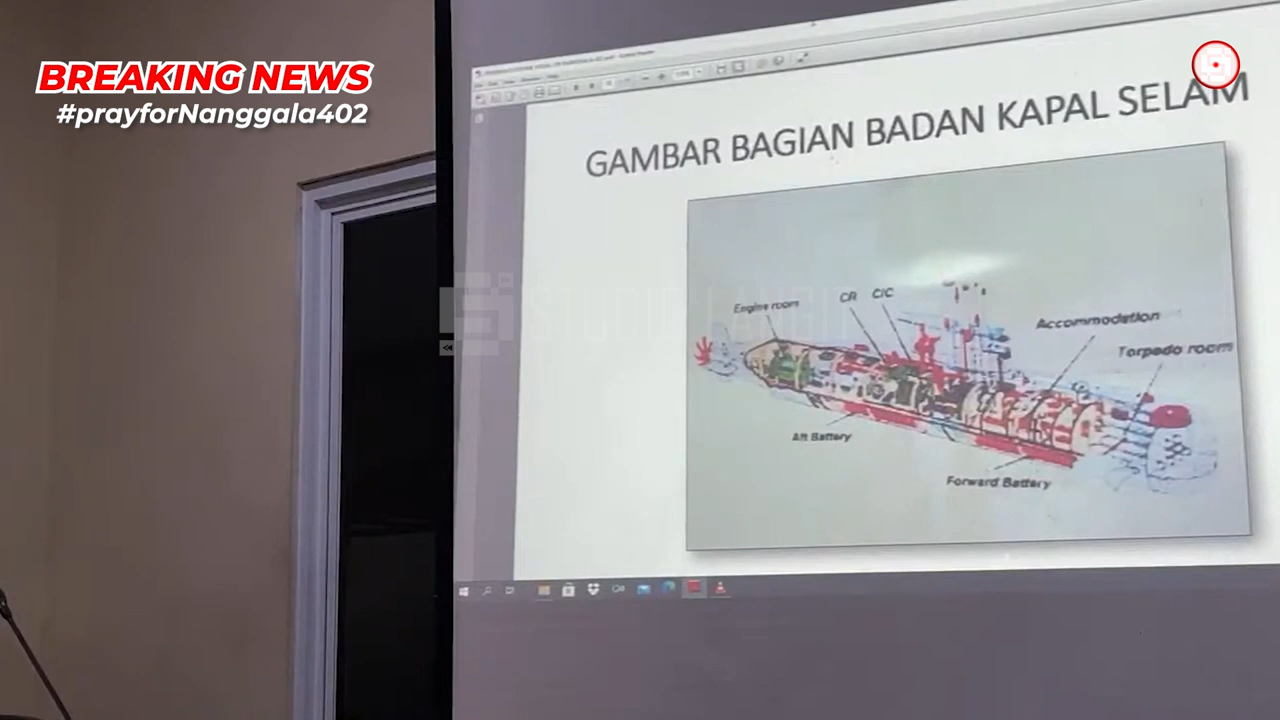 BREAKING NEWS
#prayforNanggala402
GAMBAR BAGIAN BADAN KAPAL SELAM
Engine room
CR
CIC
Accommodation
Torpedo room
Aft Battery
Forward Battery